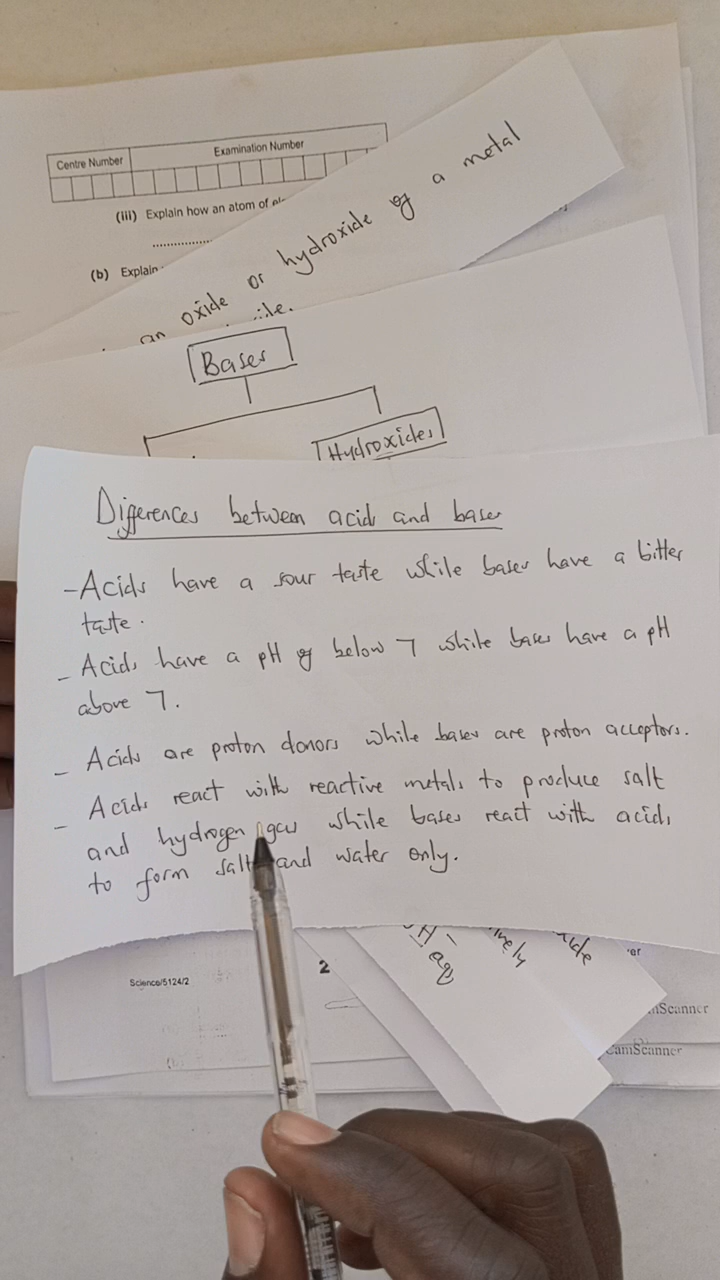 Centre Number
Examination Number
(iii) Explain how an atom of
(b) Explain
an oxide or hydroxide of a metal
Bases
Hydroxides
Differences between acid and bases
- Acids have a sour taste while bases have a bitter
taste.
- Acids have a pH of below 7 while bases have a pH
above 7.
- Acids are proton donors while bases are proton acceptors.
- Acids react with reactive metals to produce salt
and hydrogen gas while bases react with acids
to form salt and water only.
Science/5124/2
2
aq
CamScanner